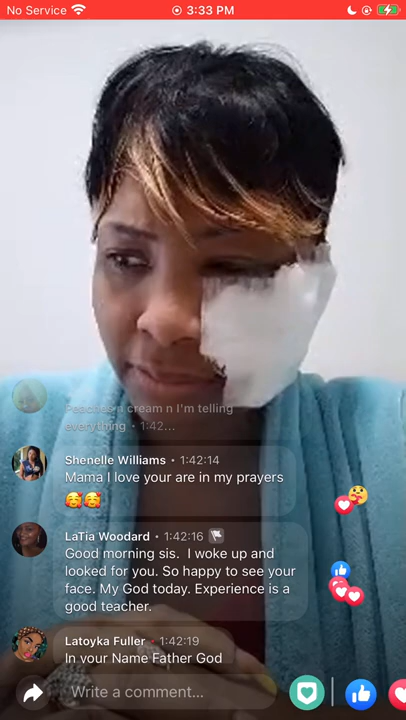 No Service 3:33 PM
Peaches n cream n I'm telling
everything • 1:42...
Shenelle Williams • 1:42:14
Mama I love your are in my prayers
🥰🥰
LaTia Woodard • 1:42:16
Good morning sis. I woke up and
looked for you. So happy to see your
face. My God today. Experience is a
good teacher.
Latoyka Fuller • 1:42:19
In your Name Father God
Write a comment...